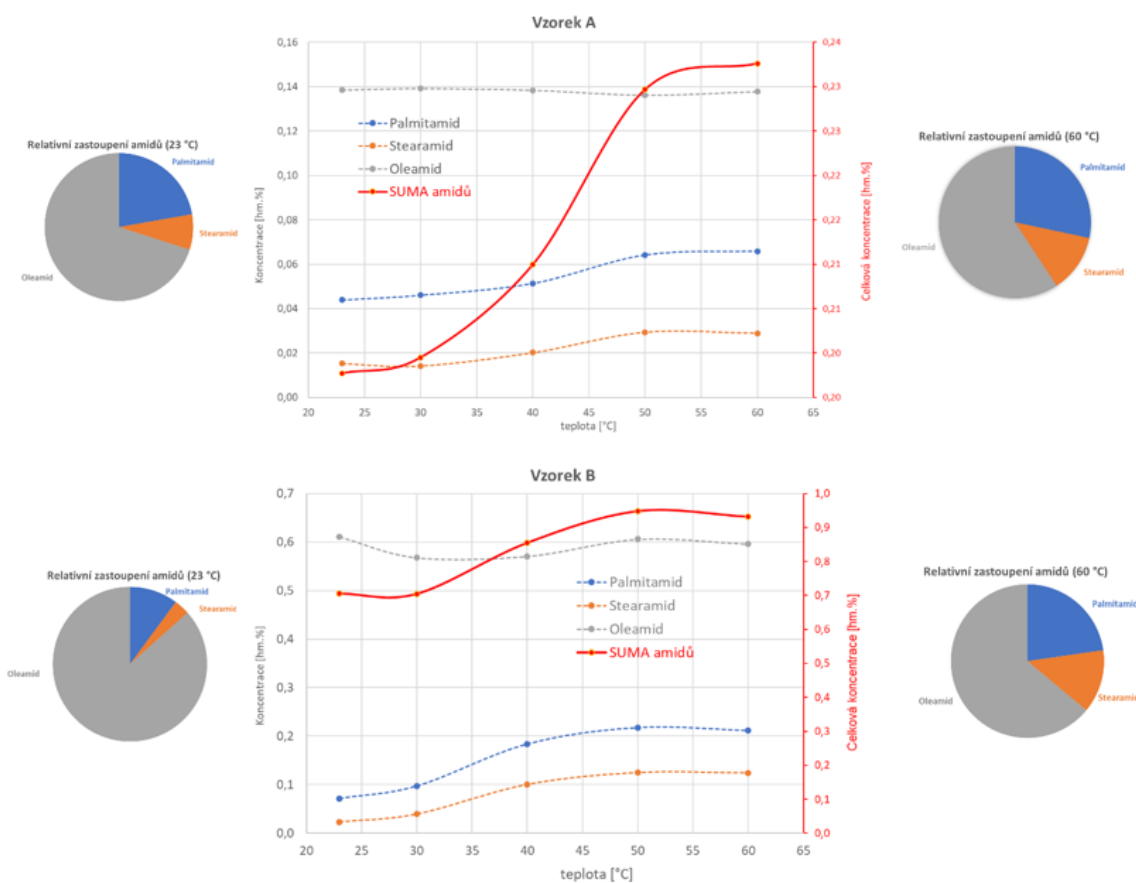 Vzorek A
Relativní zastoupení amidů (23 °C)
Palmitamid
Stearamid
Oleamid
Koncentrace [hm.%]
0,16
0,14
0,12
0,10
0,08
0,06
0,04
0,02
0,00
Palmitamid
Stearamid
Oleamid
SUMA amidů
20 25 30 35 40 45 50 55 60 65
teplota [°C]
0,24
0,23
0,23
0,22
0,22
0,21
0,21
0,20
0,20
Celková koncentrace [hm.%]
Relativní zastoupení amidů (60 °C)
Palmitamid
Oleamid
Stearamid
Vzorek B
Relativní zastoupení amidů (23 °C)
Palmitamid
Stearamid
Oleamid
Koncentrace [hm.%]
0,7
0,6
0,5
0,4
0,3
0,2
0,1
0,0
Palmitamid
Stearamid
Oleamid
SUMA amidů
20 25 30 35 40 45 50 55 60 65
teplota [°C]
1,0
0,9
0,8
0,7
0,6
0,5
0,4
0,3
0,2
0,1
0,0
Celková koncentrace [hm.%]
Relativní zastoupení amidů (60 °C)
Palmitamid
Oleamid
Stearamid